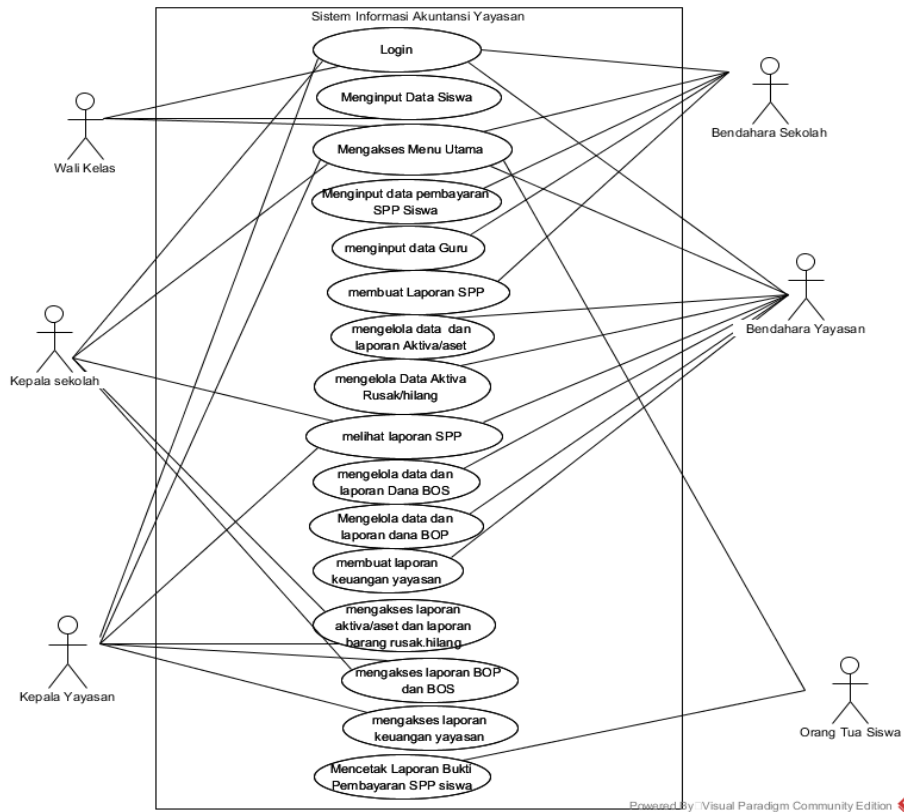 Sistem Informasi Akuntansi Yayasan
Login
Menginput Data Siswa
Mengakses Menu Utama
Menginput data pembayaran
SPP Siswa
menginput data Guru
membuat Laporan SPP
mengelola data dan
laporan Aktiva/aset
mengelola Data Aktiva
Rusak/hilang
melihat laporan SPP
mengelola data dan
laporan Dana BOS
Mengelola data dan
laporan dana BOP
membuat laporan
keuangan yayasan
mengakses laporan
aktiva/aset dan laporan
barang rusak.hilang
mengakses laporan BOP
dan BOS
mengakses laporan
keuangan yayasan
Mencetak Laporan Bukti
Pembayaran SPP siswa
Wali Kelas
Kepala sekolah
Kepala Yayasan
Bendahara Sekolah
Bendahara Yayasan
Orang Tua Siswa
Powered By Visual Paradigm Community Edition